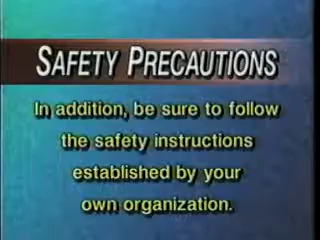 SAFETY PRECAUTIONS
In addition, be sure to follow
the safety instructions
established by your
own organization.